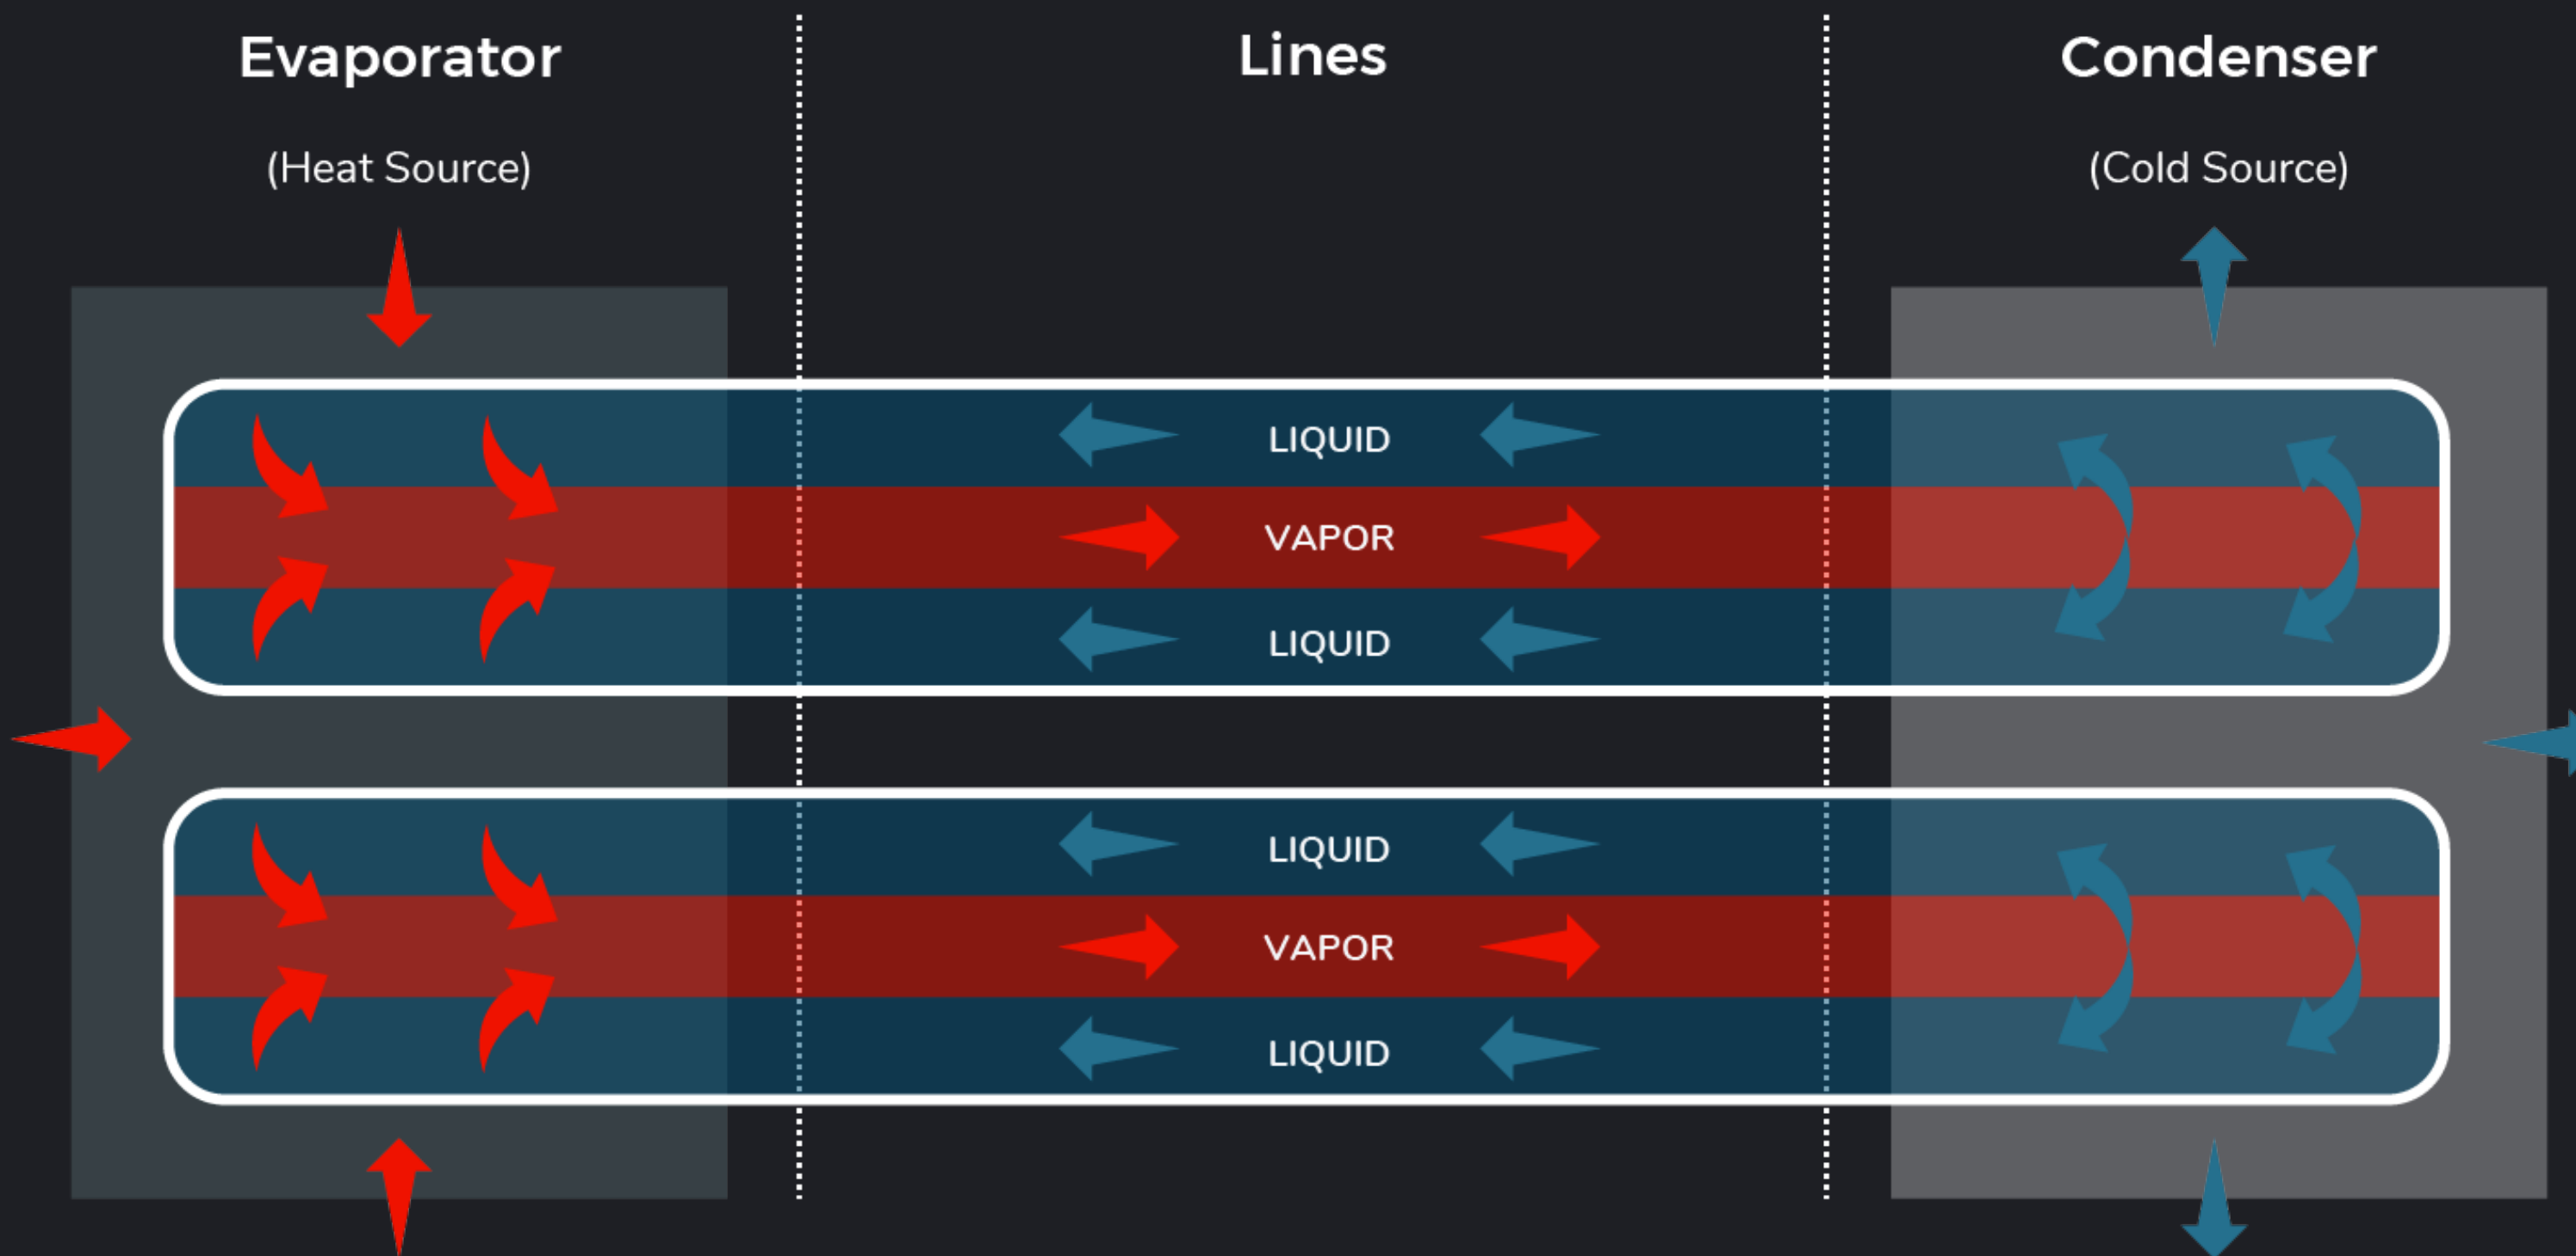 Evaporator
Lines
Condenser
(Heat Source)
(Cold Source)
LIQUID
VAPOR
LIQUID
LIQUID
VAPOR
LIQUID